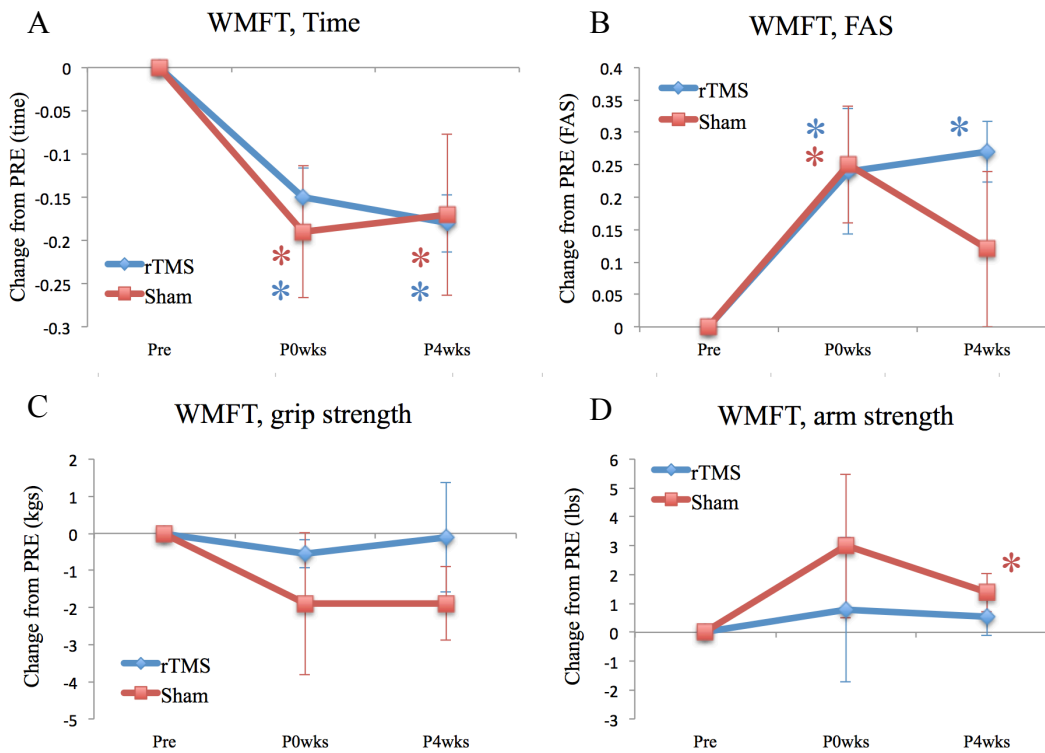 A
WMFT, Time
Change from PRE (time)
0
-0.05
-0.1
-0.15
-0.2
-0.25
-0.3
rTMS
Sham
*
*
*
*
Pre
P0wks
P4wks
B
WMFT, FAS
Change from PRE (FAS)
0.4
0.35
0.3
0.25
0.2
0.15
0.1
0.05
0
rTMS
Sham
*
*
*
Pre
P0wks
P4wks
C
WMFT, grip strength
Change from PRE (kgs)
2
1
0
-1
-2
-3
-4
-5
rTMS
Sham
Pre
P0wks
P4wks
D
WMFT, arm strength
Change from PRE (lbs)
6
5
4
3
2
1
0
-1
-2
-3
rTMS
Sham
*
Pre
P0wks
P4wks